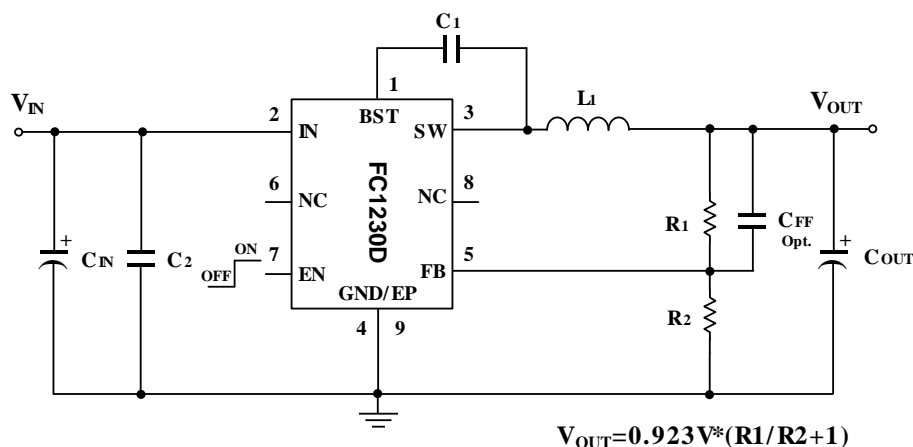 C1
1
VIN
2
IN
BST
SW
3
L1
VOUT
6
NC
FC1230D
NC
8
R1
CFF
Opt.
+
CIN
C2
OFF
ON
7
EN
FB
5
+
COUT
GND/EP
4
9
R2
VOUT=0.923V*(R1/R2+1)